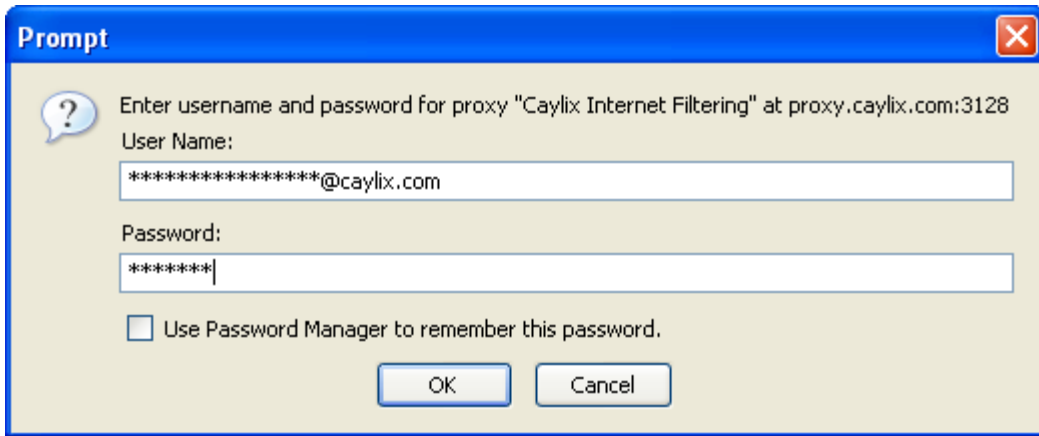 Prompt
Enter username and password for proxy "Caylix Internet Filtering" at proxy.caylix.com:3128
User Name:
****************@caylix.com
Password:
*******
Use Password Manager to remember this password.
OK
Cancel